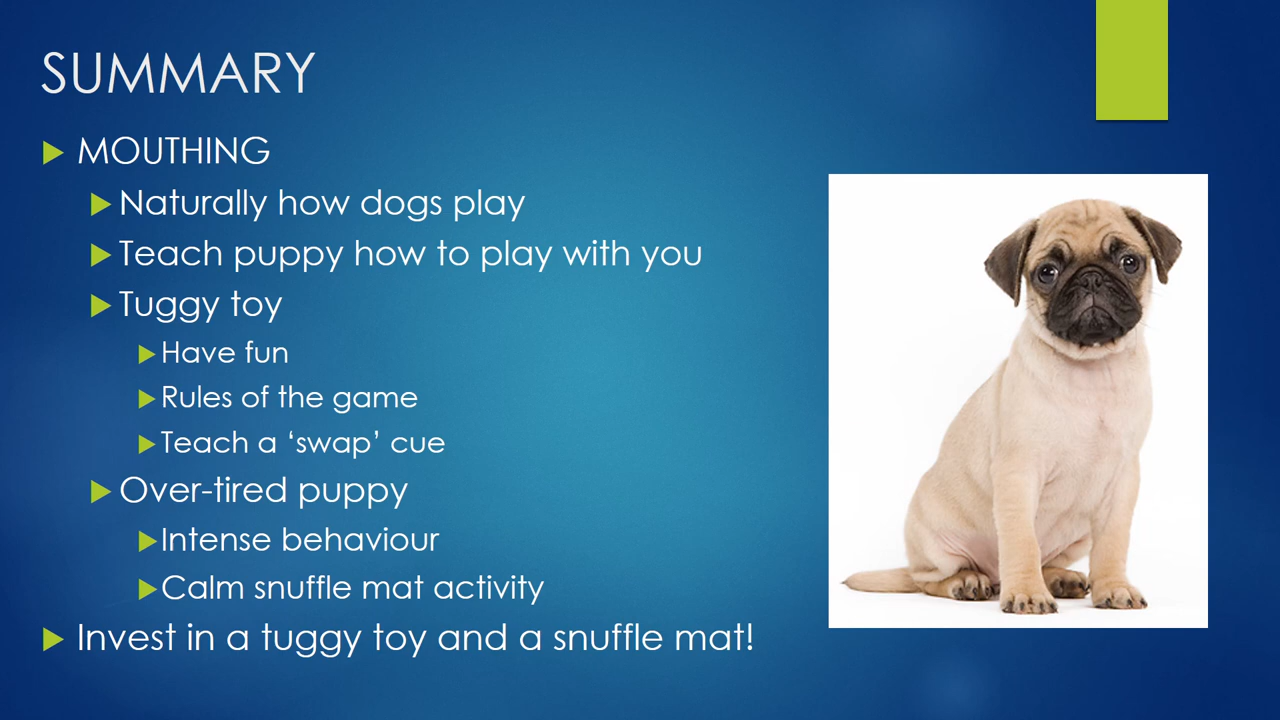 SUMMARY
MOUTHING
Naturally how dogs play
Teach puppy how to play with you
Tuggy toy
Have fun
Rules of the game
Teach a ‘swap’ cue
Over-tired puppy
Intense behaviour
Calm snuffle mat activity
Invest in a tuggy toy and a snuffle mat!